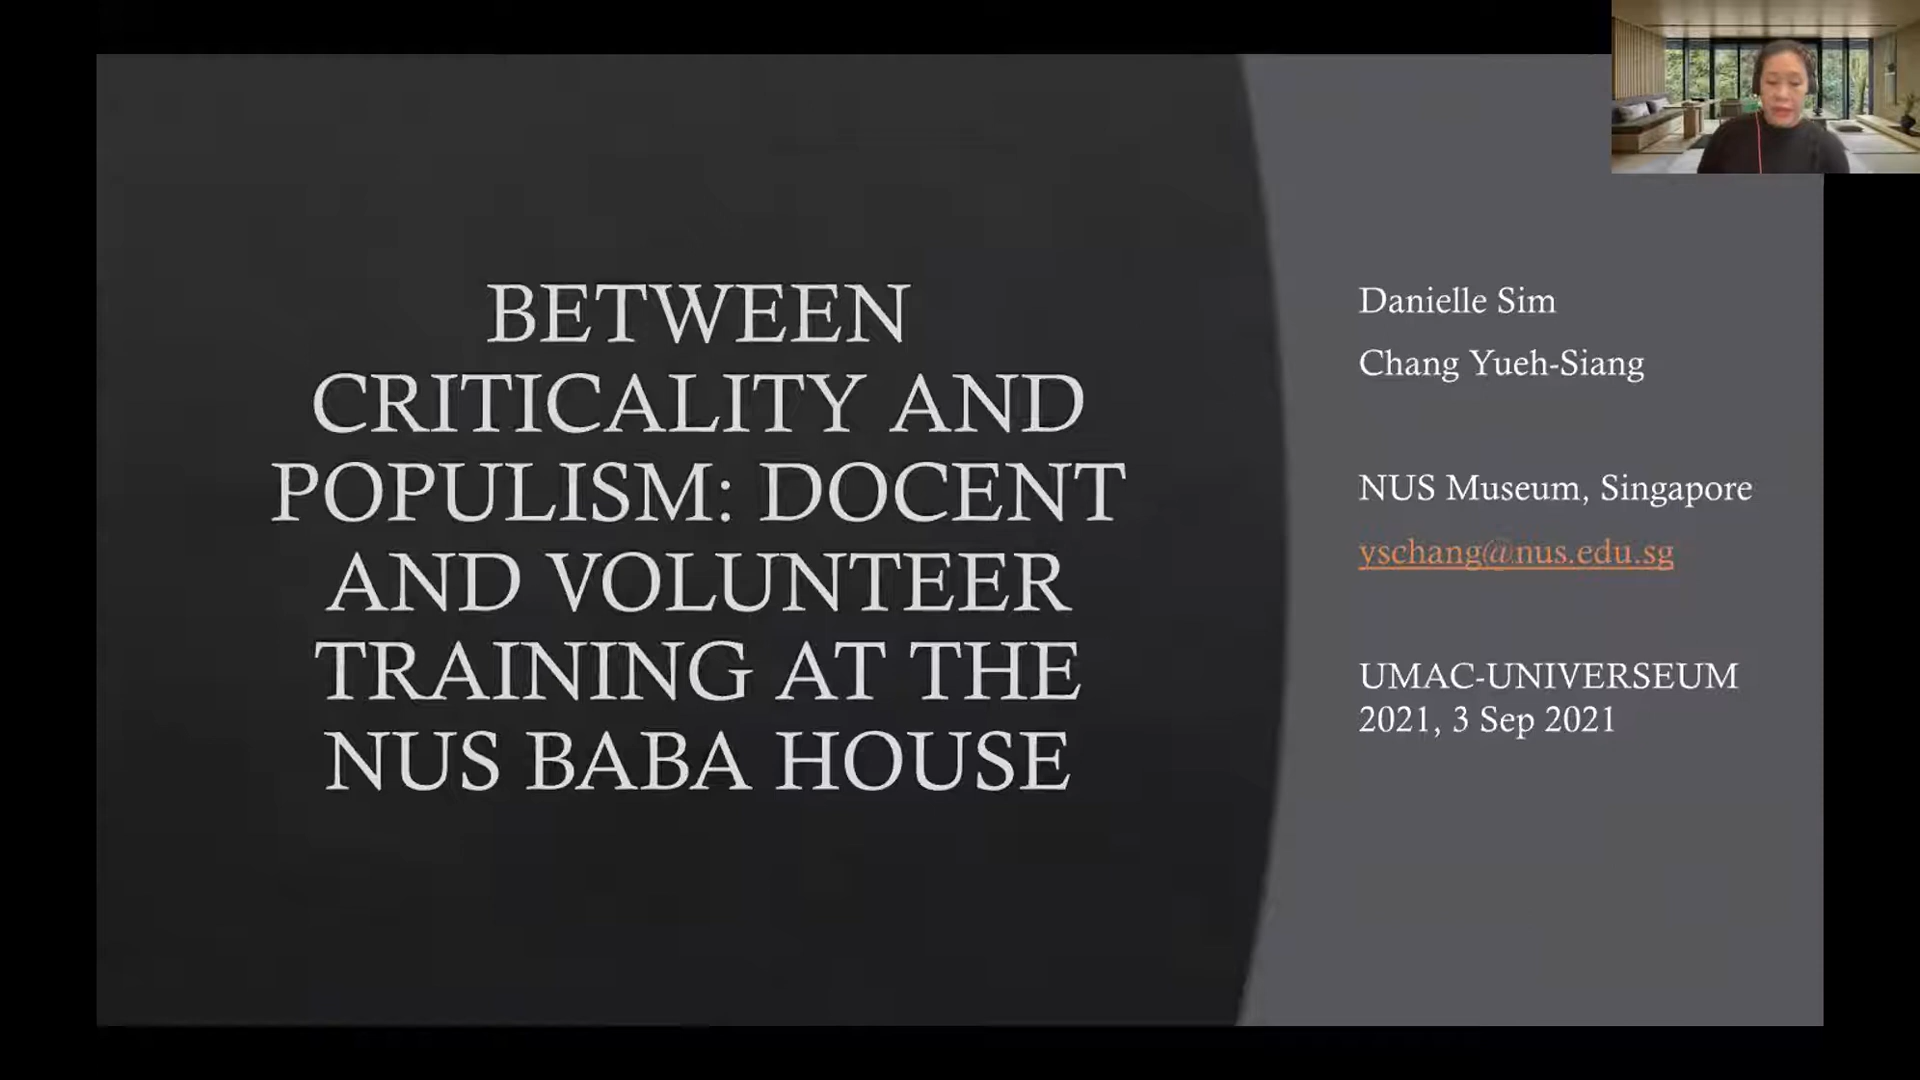 BETWEEN
CRITICALITY AND
POPULISM: DOCENT
AND VOLUNTEER
TRAINING AT THE
NUS BABA HOUSE
Danielle Sim
Chang Yueh-Siang
NUS Museum, Singapore
yschang@nus.edu.sg
UMAC-UNIVERSEUM
2021, 3 Sep 2021